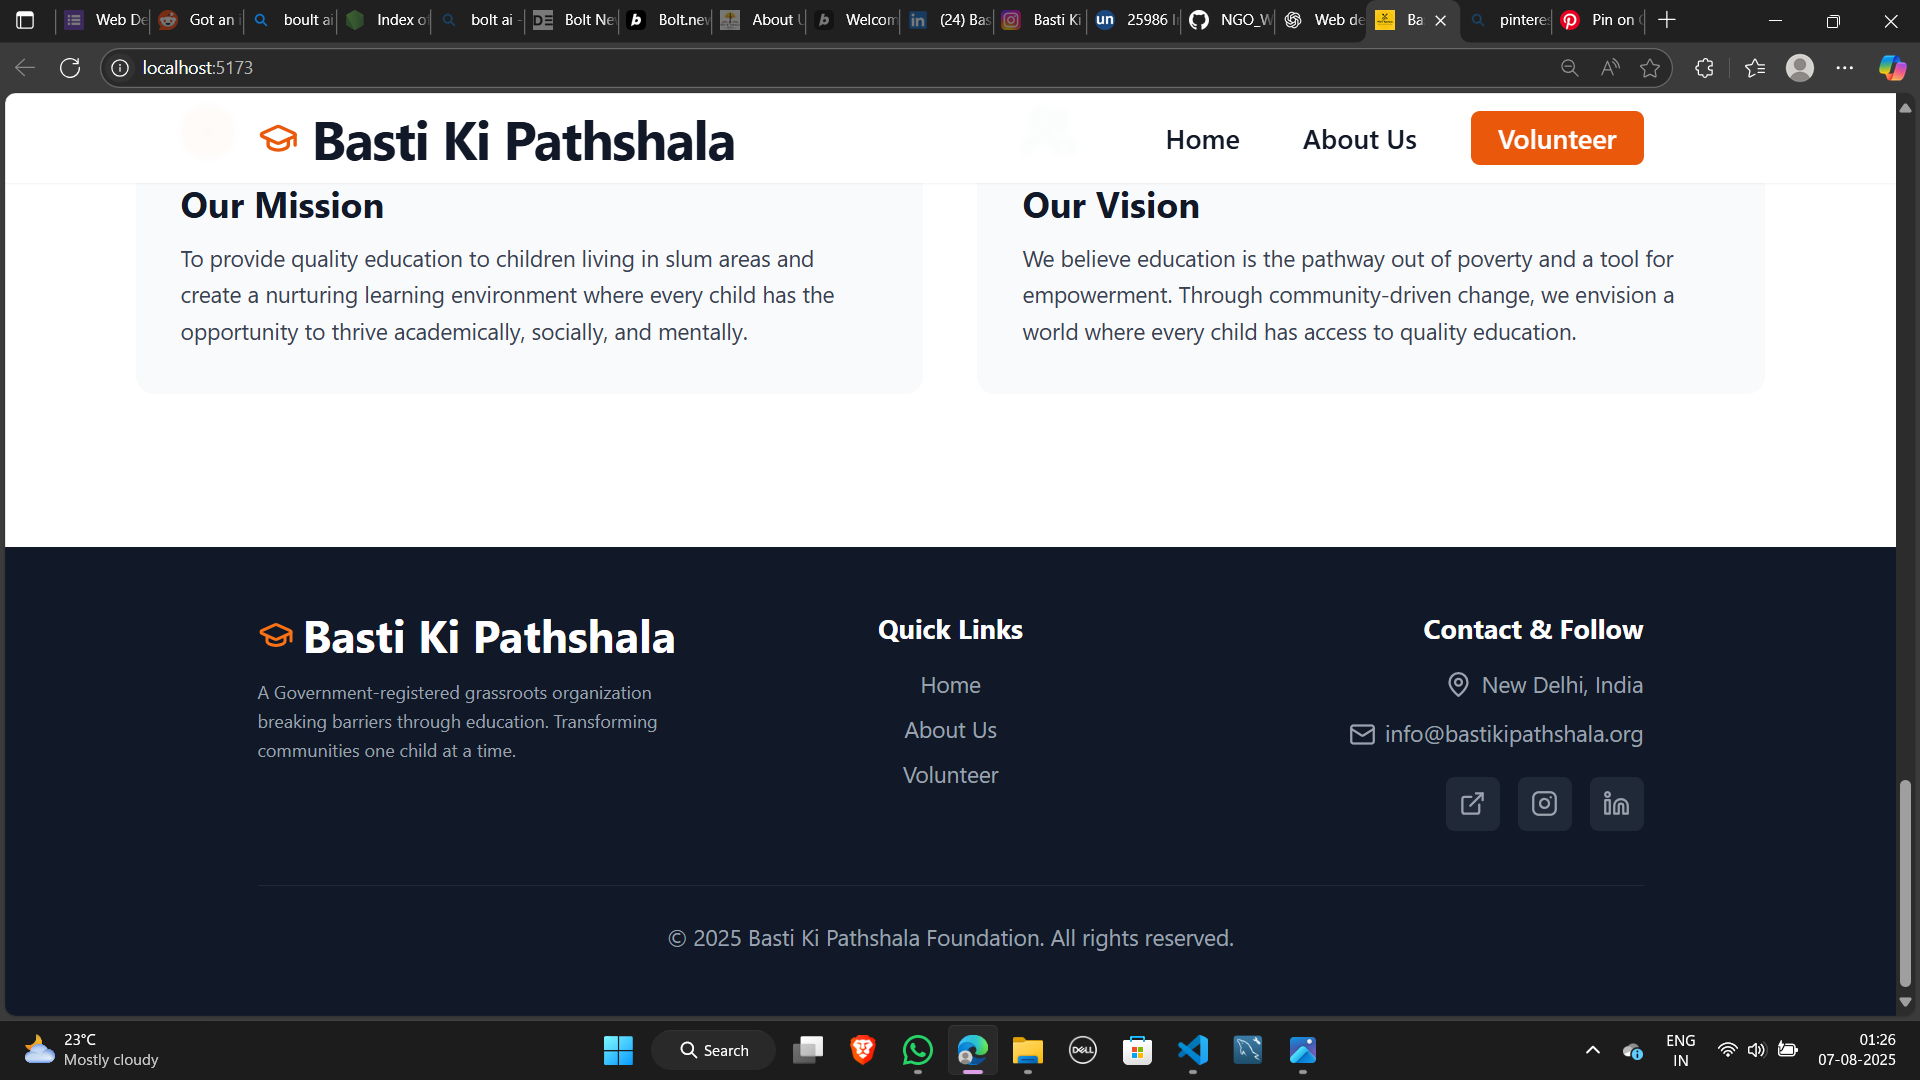 Web De
Got an i
boult ai
Index of
bolt ai -
Bolt Nev
Bolt.new
About U
Welcom
(24) Bas
Basti Ki
25986 I
NGO_W
Web de
Ba
pinteres
Pin on
localhost:5173
Basti Ki Pathshala
Home
About Us
Volunteer
Our Mission
To provide quality education to children living in slum areas and
create a nurturing learning environment where every child has the
opportunity to thrive academically, socially, and mentally.
Our Vision
We believe education is the pathway out of poverty and a tool for
empowerment. Through community-driven change, we envision a
world where every child has access to quality education.
Basti Ki Pathshala
A Government-registered grassroots organization
breaking barriers through education. Transforming
communities one child at a time.
Quick Links
Home
About Us
Volunteer
Contact & Follow
New Delhi, India
info@bastikipathshala.org
© 2025 Basti Ki Pathshala Foundation. All rights reserved.
23°C
Mostly cloudy
Search
DELL
ENG
IN
01:26
07-08-2025